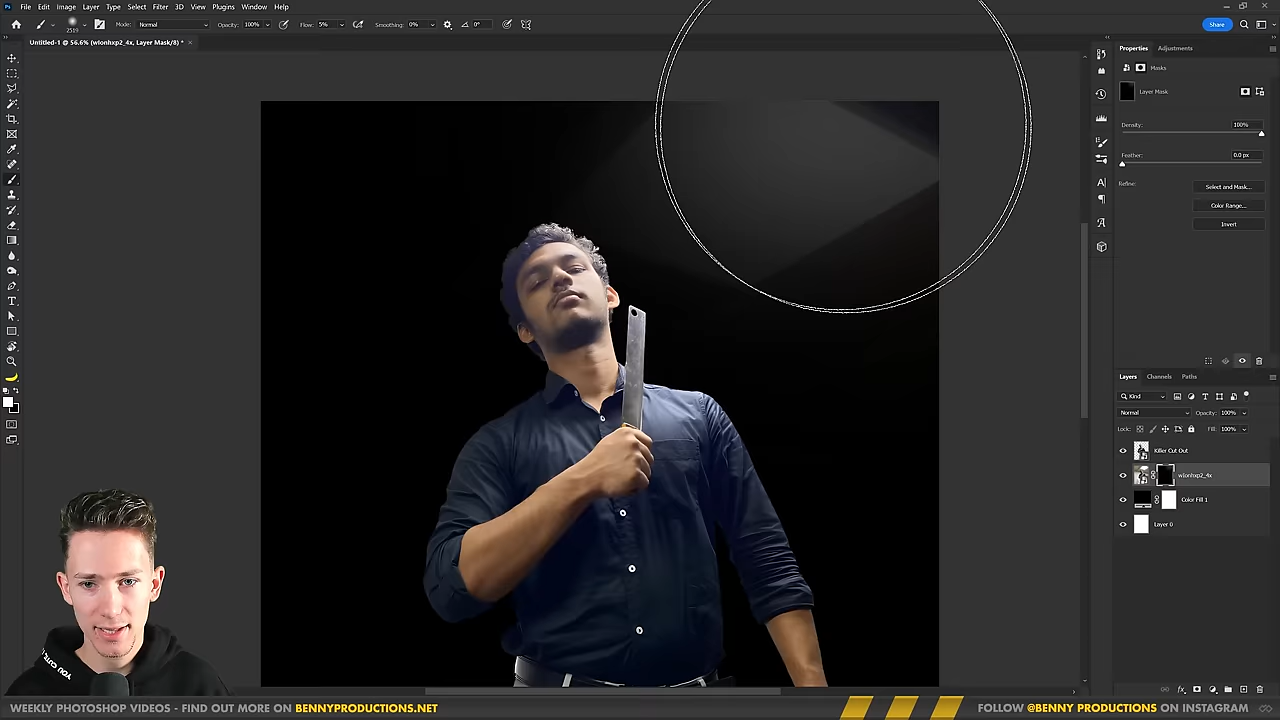 File Edit Image Layer Type Select Filter 3D View Plugins Window Help
2519 Mode: Normal Opacity: 100% Flow: 5% Smoothing: 0% 0° Share
Untitled-1 @ 56.6% (wlonhxp2_4x, Layer Mask/8) *
Properties Adjustments
Masks
Layer Mask
Density: 100%
Feather: 0.0 px
Refine: Select and Mask...
Color Range...
Invert
Layers Channels Paths
Kind
Normal Opacity: 100%
Lock: Fill: 100%
Killer Cut Out
wlonhxp2_4x
Color Fill 1
Layer 0
WEEKLY PHOTOSHOP VIDEOS - FIND OUT MORE ON BENNYPRODUCTIONS.NET
FOLLOW @BENNY PRODUCTIONS ON INSTAGRAM